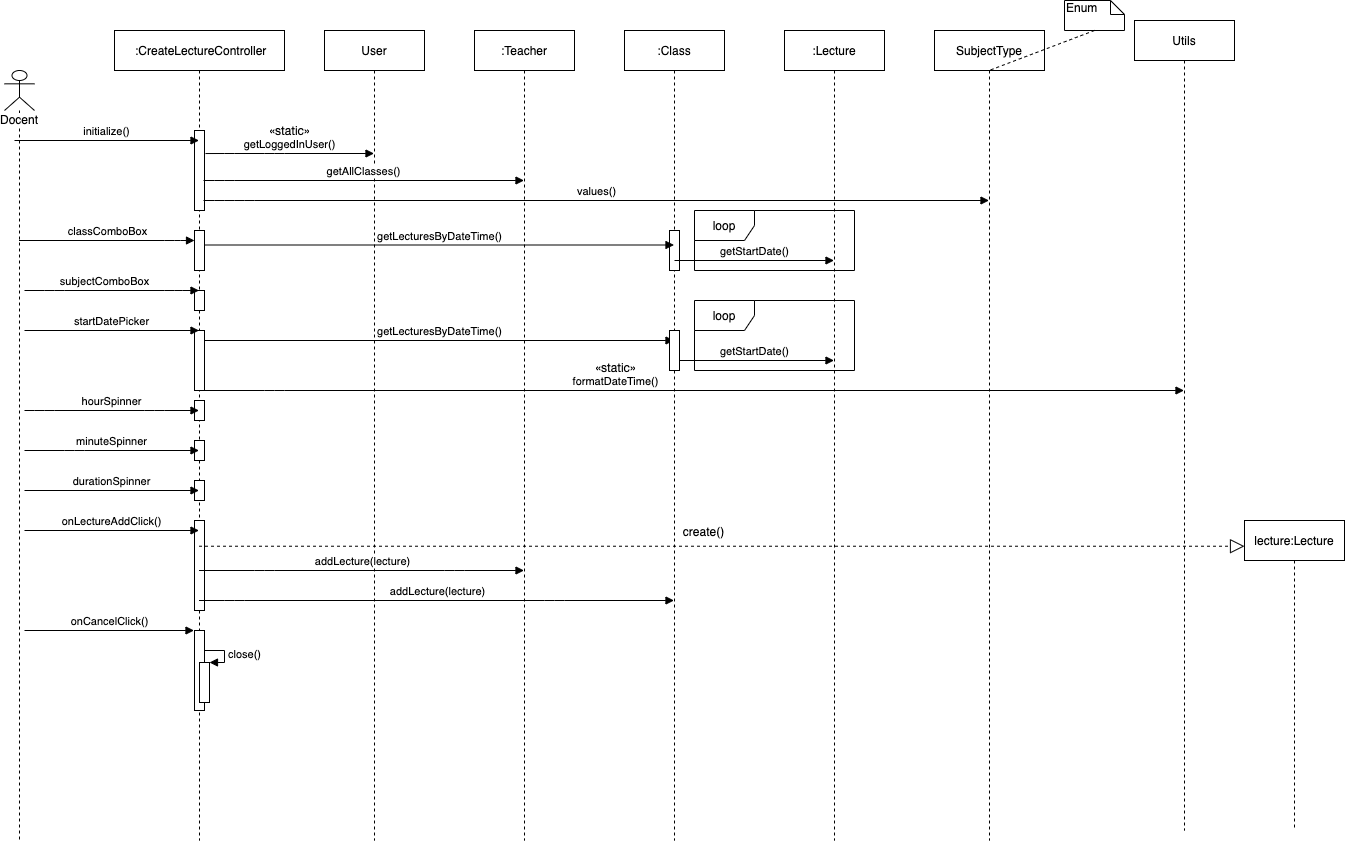 Enum
:CreateLectureController
User
:Teacher
:Class
:Lecture
SubjectType
Utils
Docent
initialize()
«static»
getLoggedInUser()
getAllClasses()
values()
classComboBox
getLecturesByDateTime()
loop
getStartDate()
subjectComboBox
startDatePicker
getLecturesByDateTime()
loop
getStartDate()
«static»
formatDateTime()
hourSpinner
minuteSpinner
durationSpinner
onLectureAddClick()
create()
lecture:Lecture
addLecture(lecture)
addLecture(lecture)
onCancelClick()
close()